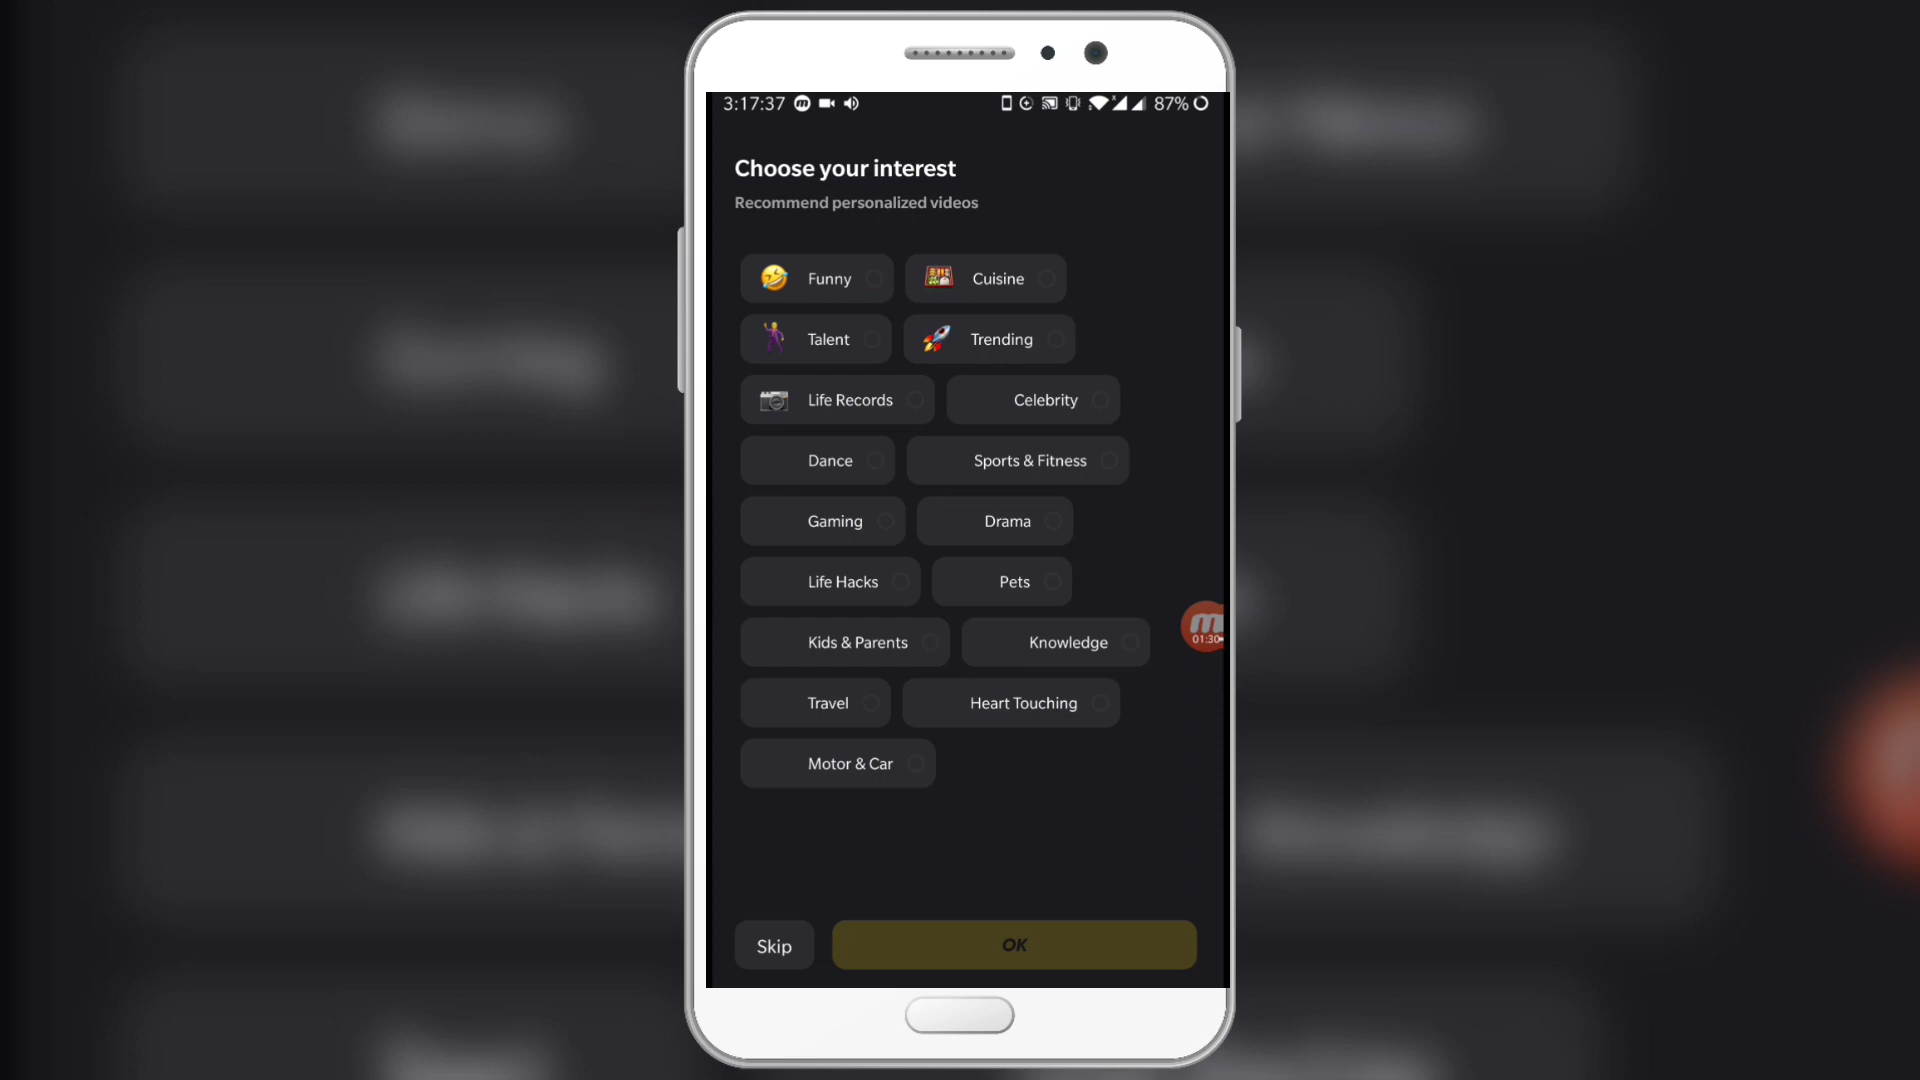 3:17:37 87%
Choose your interest
Recommend personalized videos
Funny Cuisine
Talent Trending
Life Records Celebrity
Dance Sports & Fitness
Gaming Drama
Life Hacks Pets
Kids & Parents Knowledge
01:30
Travel Heart Touching
Motor & Car
Skip OK